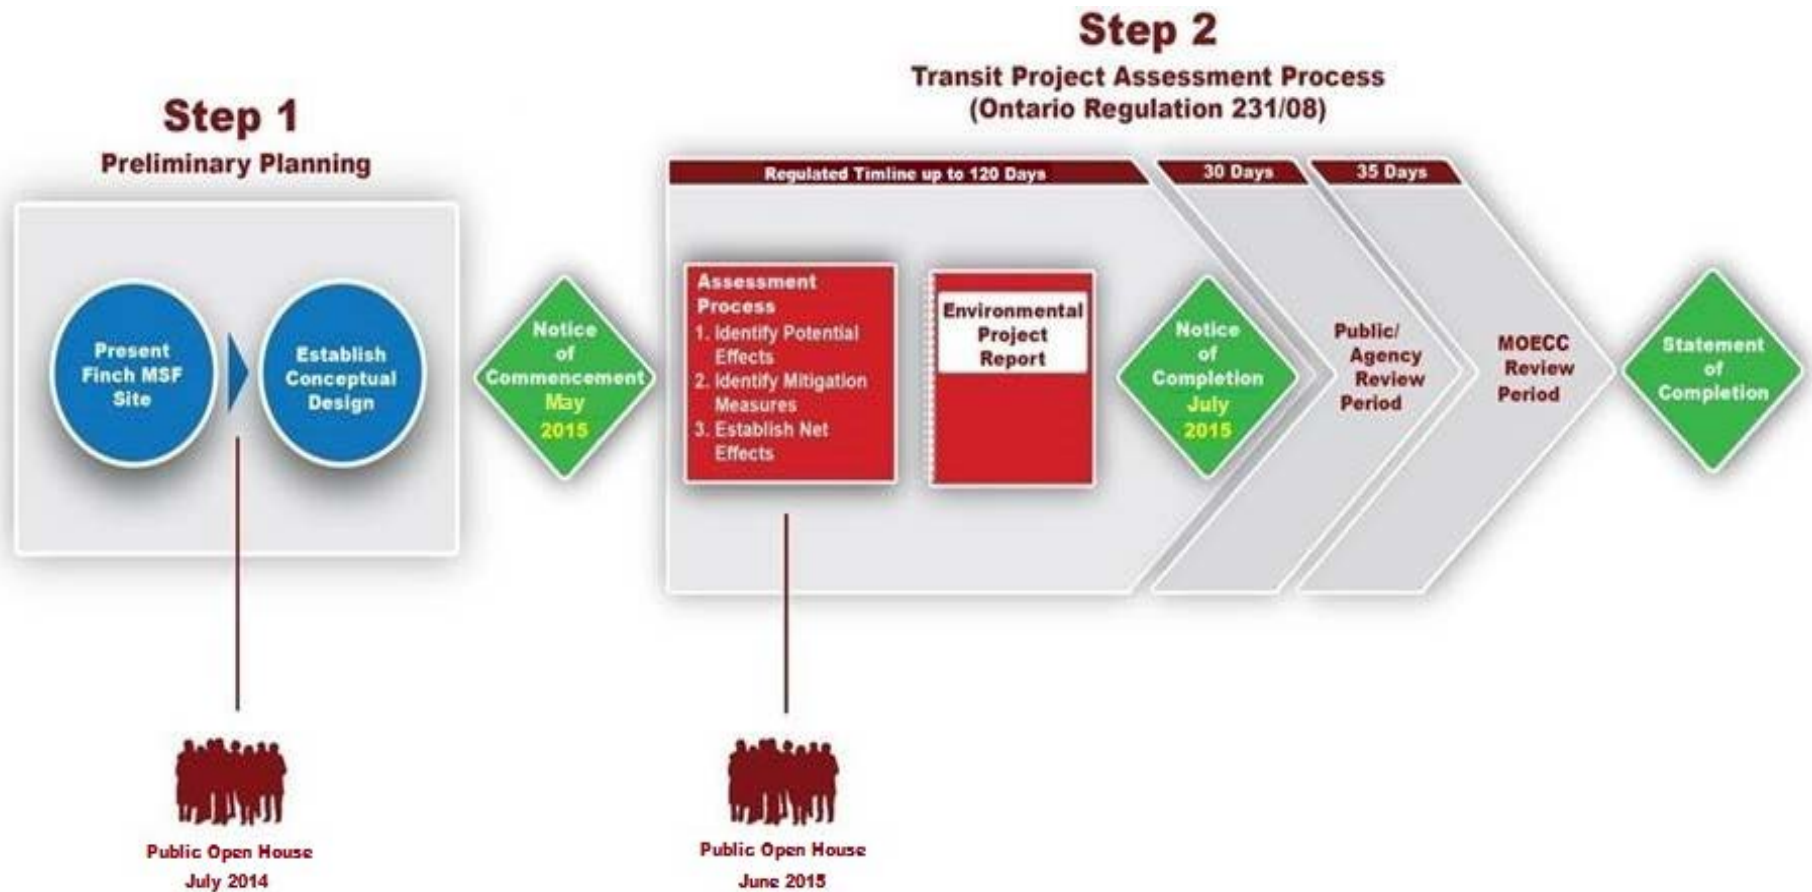 Step 1
Preliminary Planning
Present
Finch MSF
Site
Establish
Conceptual
Design
Public Open House
July 2014
Notice
of
Commencement
May
2015
Step 2
Transit Project Assessment Process
(Ontario Regulation 231/08)
Regulated Timline up to 120 Days
Assessment
Process
1. Identify Potential
Effects
2. Identify Mitigation
Measures
3. Establish Net
Effects
Environmental
Project
Report
Notice
of
Completion
July
2015
Public Open House
June 2015
30 Days
Public/
Agency
Review
Period
35 Days
MOECC
Review
Period
Statement
of
Completion